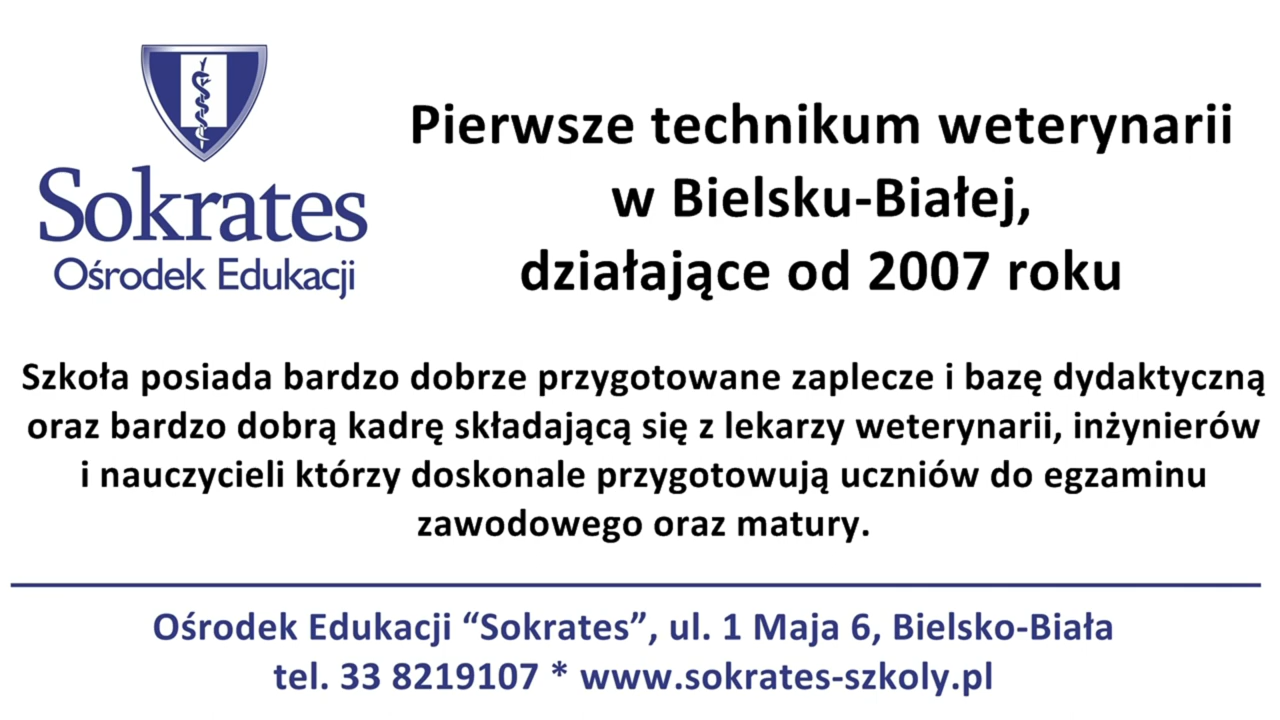 Sokrates
Ośrodek Edukacji
Pierwsze technikum weterynarii
w Bielsku-Białej,
działające od 2007 roku
Szkoła posiada bardzo dobrze przygotowane zaplecze i bazę dydaktyczną
oraz bardzo dobrą kadrę składającą się z lekarzy weterynarii, inżynierów
i nauczycieli którzy doskonale przygotowują uczniów do egzaminu
zawodowego oraz matury.
Ośrodek Edukacji “Sokrates”, ul. 1 Maja 6, Bielsko-Biała
tel. 33 8219107 * www.sokrates-szkoly.pl